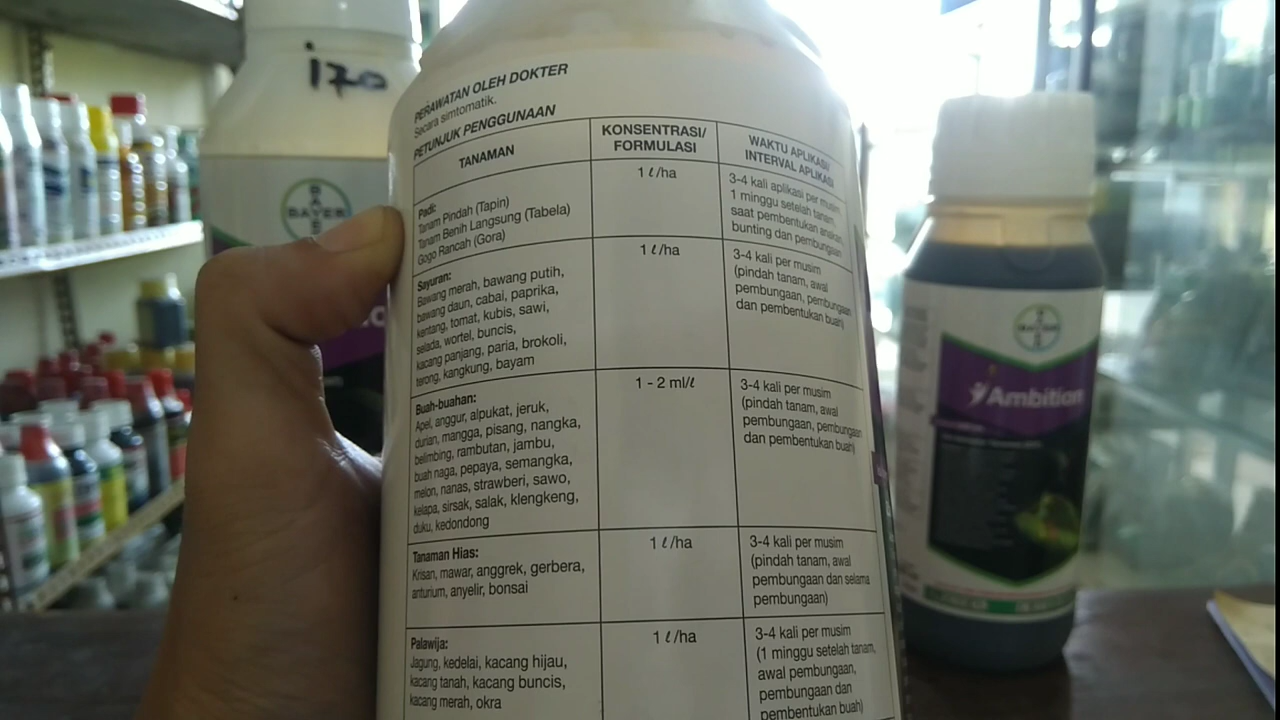 170
BAYER
PERAWATAN OLEH DOKTER
Secara simtomatik.
PETUNJUK PENGGUNAAN
TANAMAN
KONSENTRASI/
FORMULASI
WAKTU APLIKASI/
INTERVAL APLIKASI
Padi:
Tanam Pindah (Tapin)
Tanam Benih Langsung (Tabela)
Gogo Rancah (Gora)
1 ℓ/ha
3-4 kali aplikasi per musim
1 minggu setelah tanam,
saat pembentukan anakan,
bunting dan pembungaan
Sayuran:
Bawang merah, bawang putih,
bawang daun, cabai, paprika,
kentang, tomat, kubis, sawi,
selada, wortel, buncis,
kacang panjang, paria, brokoli,
terong, kangkung, bayam
1 ℓ/ha
3-4 kali per musim
(pindah tanam, awal
pembungaan, pembungaan
dan pembentukan buah)
Buah-buahan:
Apel, anggur, alpukat, jeruk,
durian, mangga, pisang, nangka,
belimbing, rambutan, jambu,
buah naga, pepaya, semangka,
melon, nanas, strawberi, sawo,
kelapa, sirsak, salak, klengkeng,
duku, kedondong
1 - 2 ml/ℓ
3-4 kali per musim
(pindah tanam, awal
pembungaan, pembungaan
dan pembentukan buah)
Tanaman Hias:
Krisan, mawar, anggrek, gerbera,
anturium, anyelir, bonsai
1 ℓ/ha
3-4 kali per musim
(pindah tanam, awal
pembungaan dan selama
pembungaan)
Palawija:
Jagung, kedelai, kacang hijau,
kacang tanah, kacang buncis,
kacang merah, okra
1 ℓ/ha
3-4 kali per musim
(1 minggu setelah tanam,
awal pembungaan,
pembungaan dan
pembentukan buah)
BAYER
Ambition